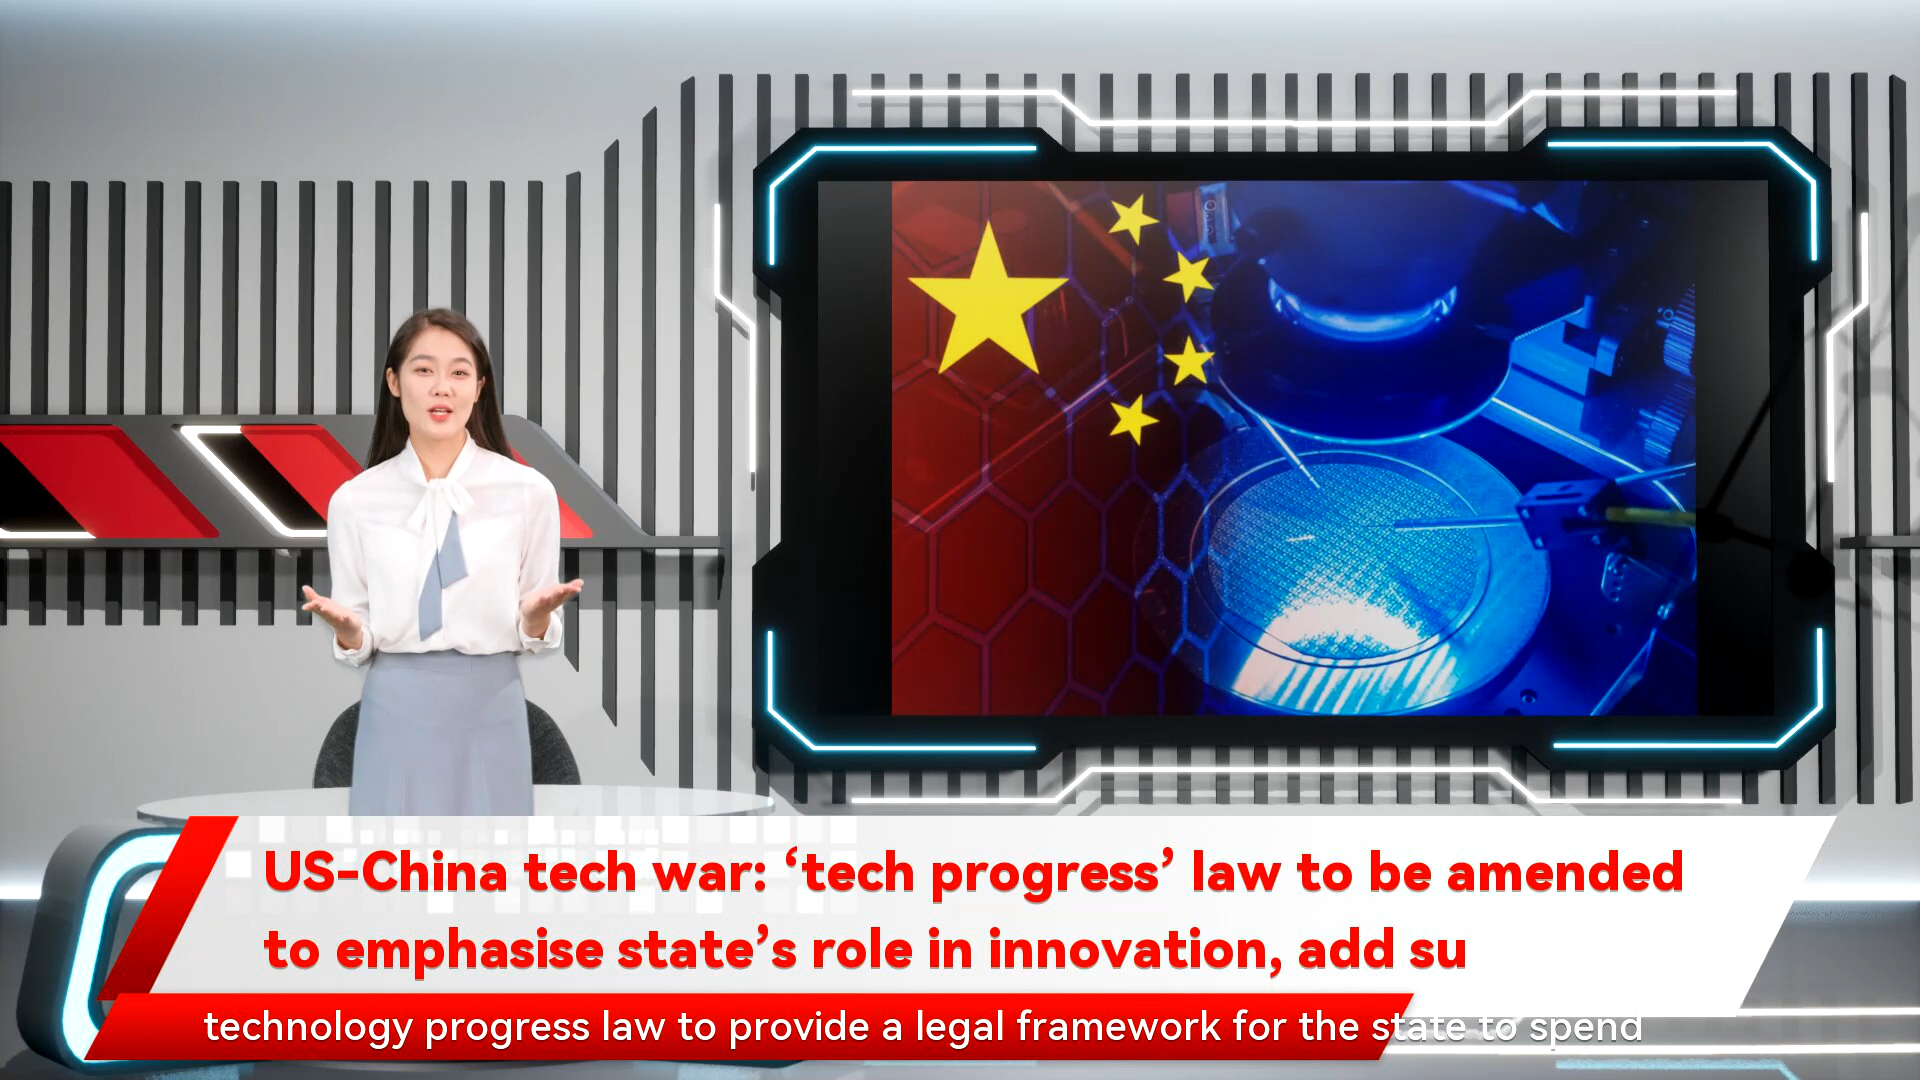 US-China tech war: ‘tech progress’ law to be amended
to emphasise state’s role in innovation, add su
technology progress law to provide a legal framework for the state to spend